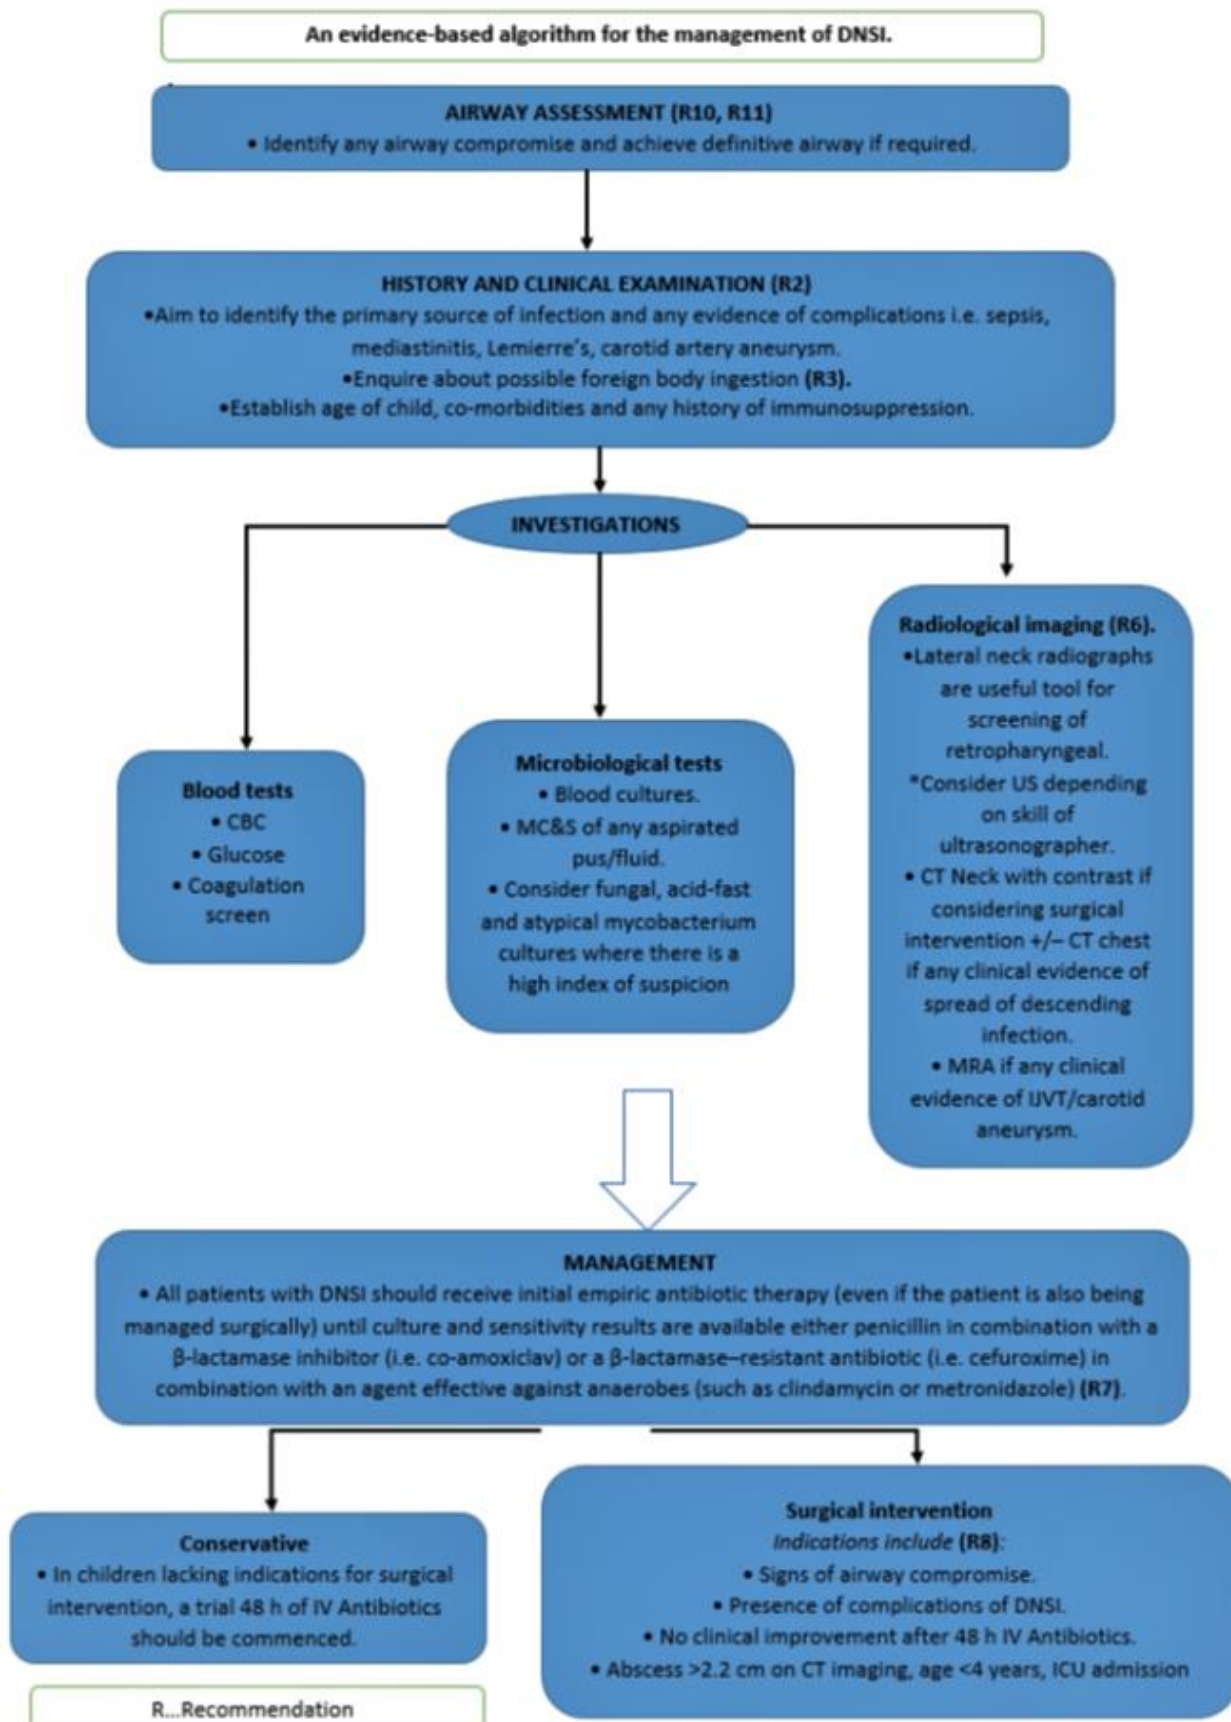 An evidence-based algorithm for the management of DNSI.
AIRWAY ASSESSMENT (R10, R11)
• Identify any airway compromise and achieve definitive airway if required.
HISTORY AND CLINICAL EXAMINATION (R2)
•Aim to identify the primary source of infection and any evidence of complications i.e. sepsis,
mediastinitis, Lemierre's, carotid artery aneurysm.
•Enquire about possible foreign body ingestion (R3).
•Establish age of child, co-morbidities and any history of immunosuppression.
INVESTIGATIONS
Blood tests
• CBC
• Glucose
• Coagulation
screen
Microbiological tests
• Blood cultures.
• MC&S of any aspirated
pus/fluid.
• Consider fungal, acid-fast
and atypical mycobacterium
cultures where there is a
high index of suspicion
Radiological imaging (R6).
•Lateral neck radiographs
are useful tool for
screening of
retropharyngeal.
*Consider US depending
on skill of
ultrasonographer.
• CT Neck with contrast if
considering surgical
intervention +/– CT chest
if any clinical evidence of
spread of descending
infection.
• MRA if any clinical
evidence of IJVT/carotid
aneurysm.
MANAGEMENT
• All patients with DNSI should receive initial empiric antibiotic therapy (even if the patient is also being
managed surgically) until culture and sensitivity results are available either penicillin in combination with a
β-lactamase inhibitor (i.e. co-amoxiclav) or a β-lactamase–resistant antibiotic (i.e. cefuroxime) in
combination with an agent effective against anaerobes (such as clindamycin or metronidazole) (R7).
Conservative
• In children lacking indications for surgical
intervention, a trial 48 h of IV Antibiotics
should be commenced.
Surgical intervention
Indications include (R8):
• Signs of airway compromise.
• Presence of complications of DNSI.
• No clinical improvement after 48 h IV Antibiotics.
• Abscess >2.2 cm on CT imaging, age <4 years, ICU admission
R...Recommendation